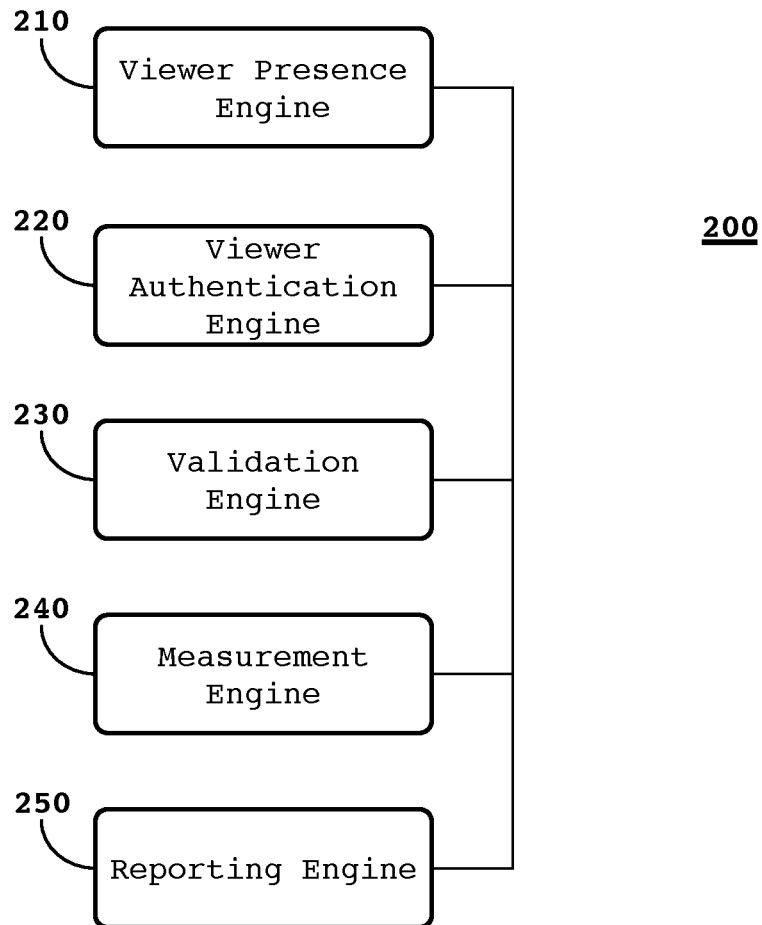 210
Viewer Presence
Engine
220
200
Viewer
Authentication
Engine
230
Validation
Engine
240
Measurement
Engine
250
Reporting Engine